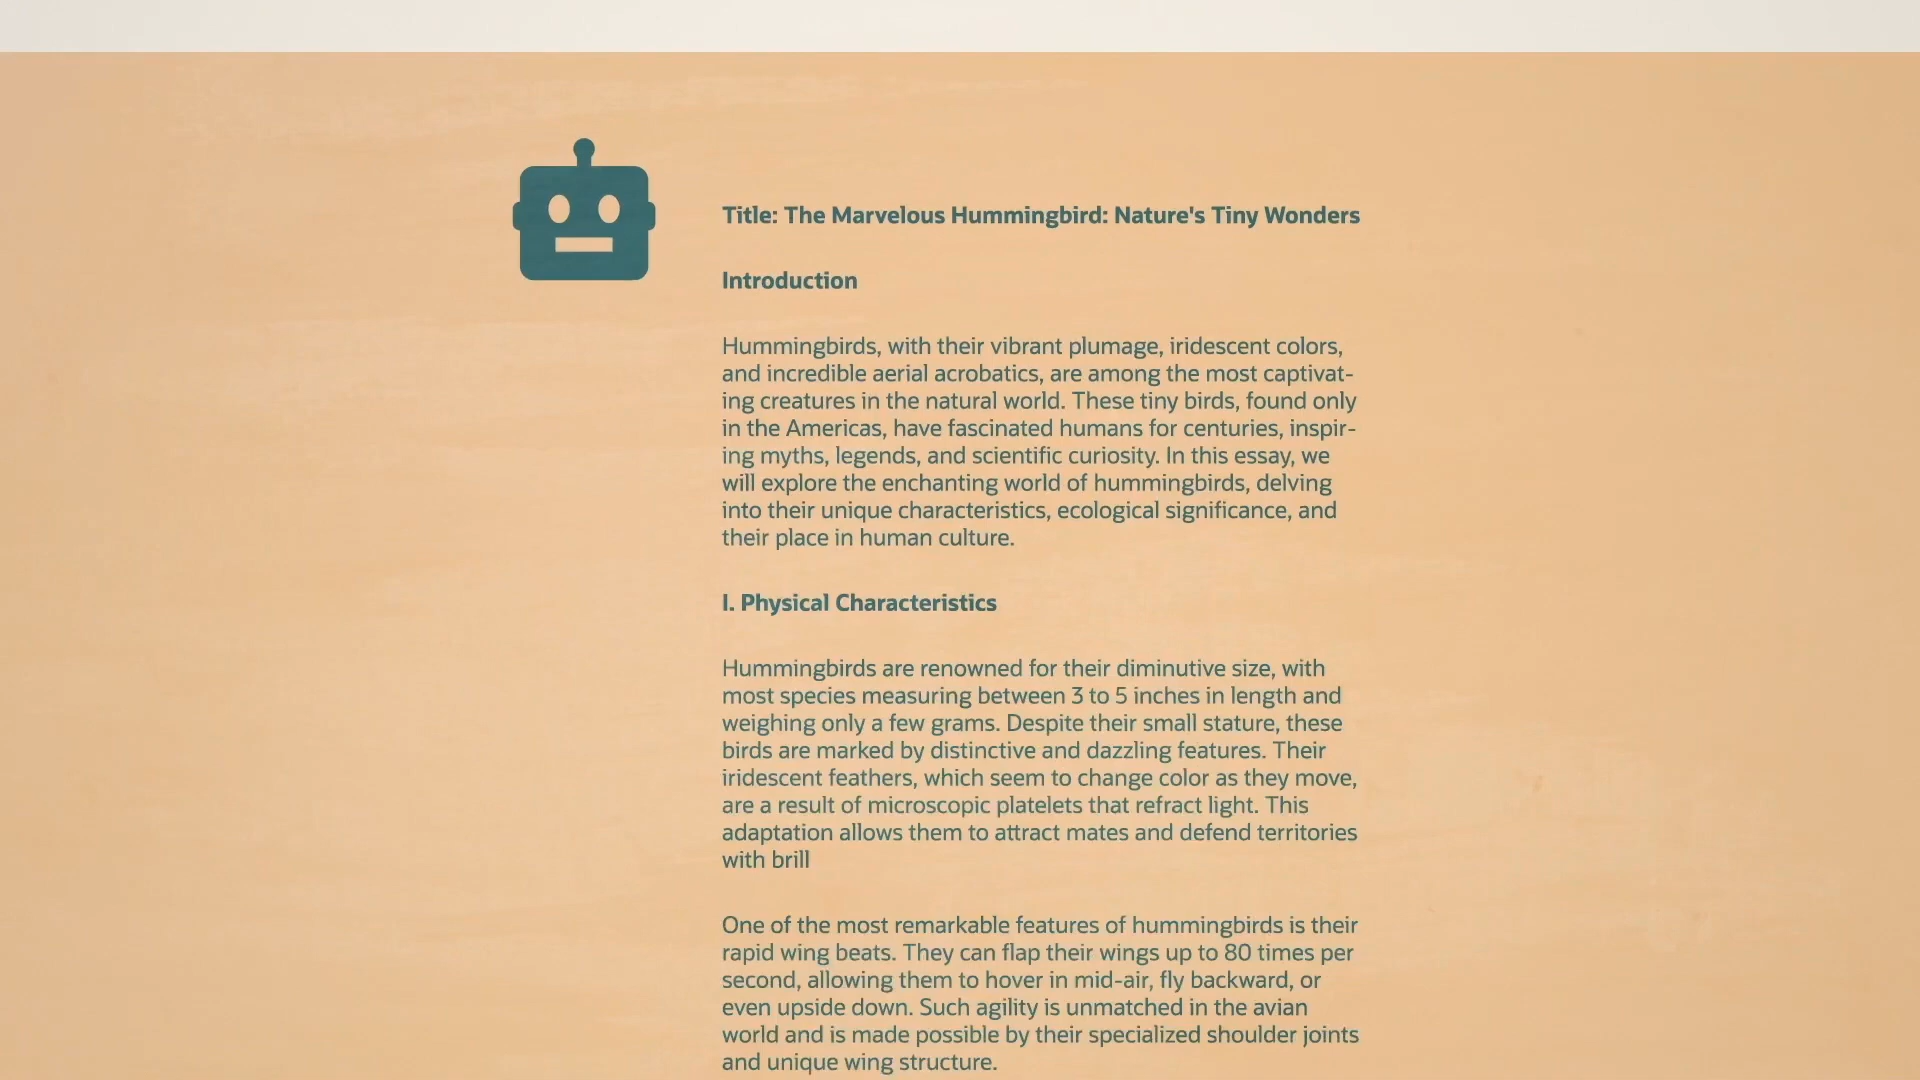 Title: The Marvelous Hummingbird: Nature's Tiny Wonders
Introduction
Hummingbirds, with their vibrant plumage, iridescent colors,
and incredible aerial acrobatics, are among the most captivat-
ing creatures in the natural world. These tiny birds, found only
in the Americas, have fascinated humans for centuries, inspir-
ing myths, legends, and scientific curiosity. In this essay, we
will explore the enchanting world of hummingbirds, delving
into their unique characteristics, ecological significance, and
their place in human culture.
I. Physical Characteristics
Hummingbirds are renowned for their diminutive size, with
most species measuring between 3 to 5 inches in length and
weighing only a few grams. Despite their small stature, these
birds are marked by distinctive and dazzling features. Their
iridescent feathers, which seem to change color as they move,
are a result of microscopic platelets that refract light. This
adaptation allows them to attract mates and defend territories
with brill
One of the most remarkable features of hummingbirds is their
rapid wing beats. They can flap their wings up to 80 times per
second, allowing them to hover in mid-air, fly backward, or
even upside down. Such agility is unmatched in the avian
world and is made possible by their specialized shoulder joints
and unique wing structure.